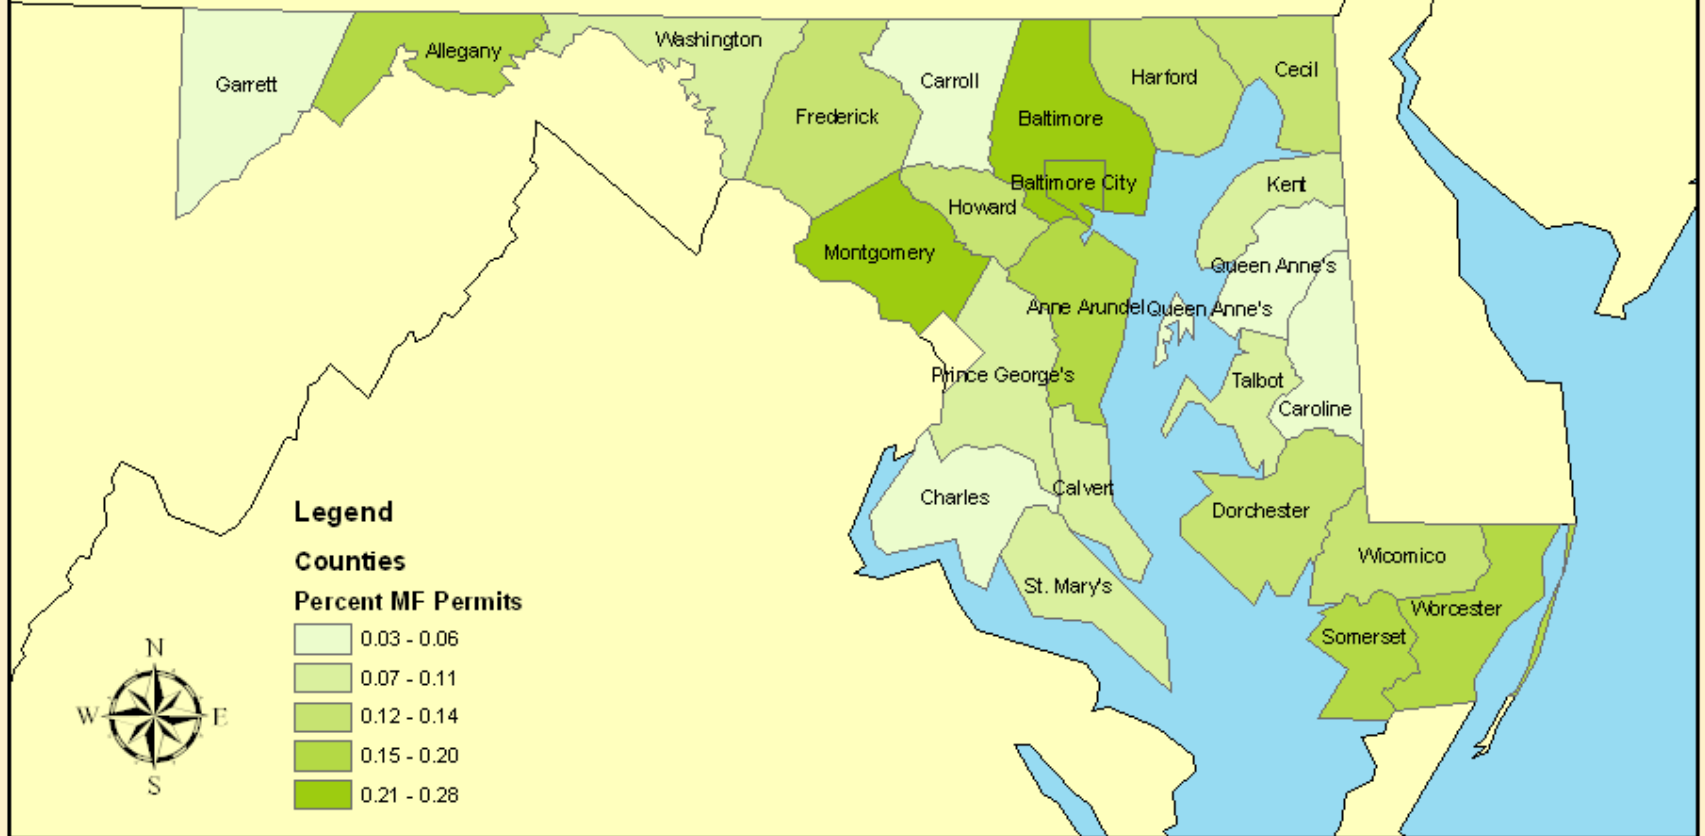 Washington
Allegany
Garrett
Carroll
Cecil
Harford
Frederick
Baltimore
Baltimore City
Kent
Howard
Montgomery
Queen Anne's
Anne Arundel
Queen Anne's
Prince George's
Talbot
Caroline
Charles
Calvert
Dorchester
Wicomico
St. Mary's
Worcester
Somerset
Legend
Counties
Percent MF Permits
0.03 - 0.06
0.07 - 0.11
0.12 - 0.14
0.15 - 0.20
0.21 - 0.28
N
W
E
S